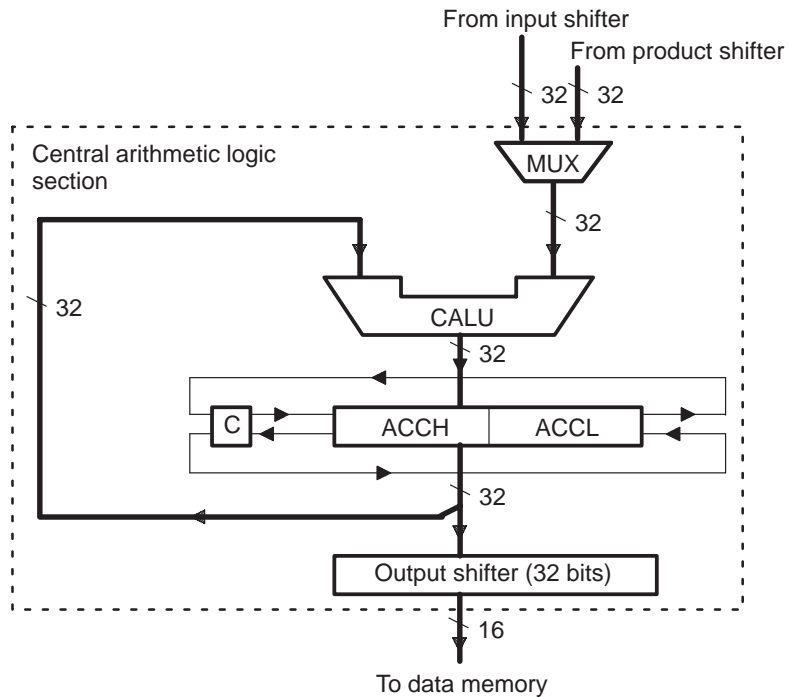 From input shifter
From product shifter
32
32
Central arithmetic logic
section
MUX
32
32
CALU
32
C
ACCH
ACCL
32
Output shifter (32 bits)
16
To data memory